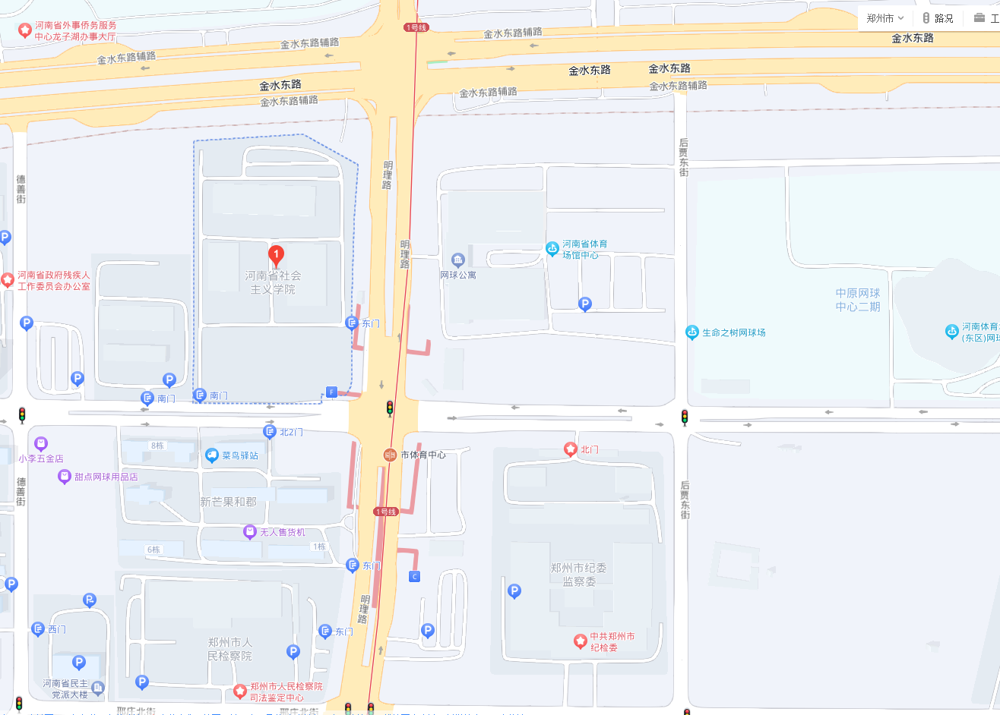 河南省外事侨务服务
中心龙子湖办事大厅
1号线
郑州市
路况
工
金水东路辅路
金水东路辅路
金水东路辅路
金水东路
金水东路
金水东路
金水东路
金水东路辅路
金水东路辅路
金水东路辅路
后贾东街
明理路
德善街
明理路
河南省社会
主义学院
河南省政府残疾人
工作委员会办公室
网球公寓
河南省体育
场馆中心
中原网球
中心二期
东门
生命之树网球场
河南体育
(东区)网球
南门
南门
F
北2门
8栋
菜鸟驿站
小李五金店
甜点网球用品店
市体育中心
北门
德善街
新芒果和郡
后贾东街
1号线
无人售货机
6栋
1栋
东门
C
郑州市纪委
监察委
明理路
西门
东门
郑州市人
民检察院
中共郑州市
纪检委
河南省民主
党派大楼
郑州市人民检察院
司法鉴定中心